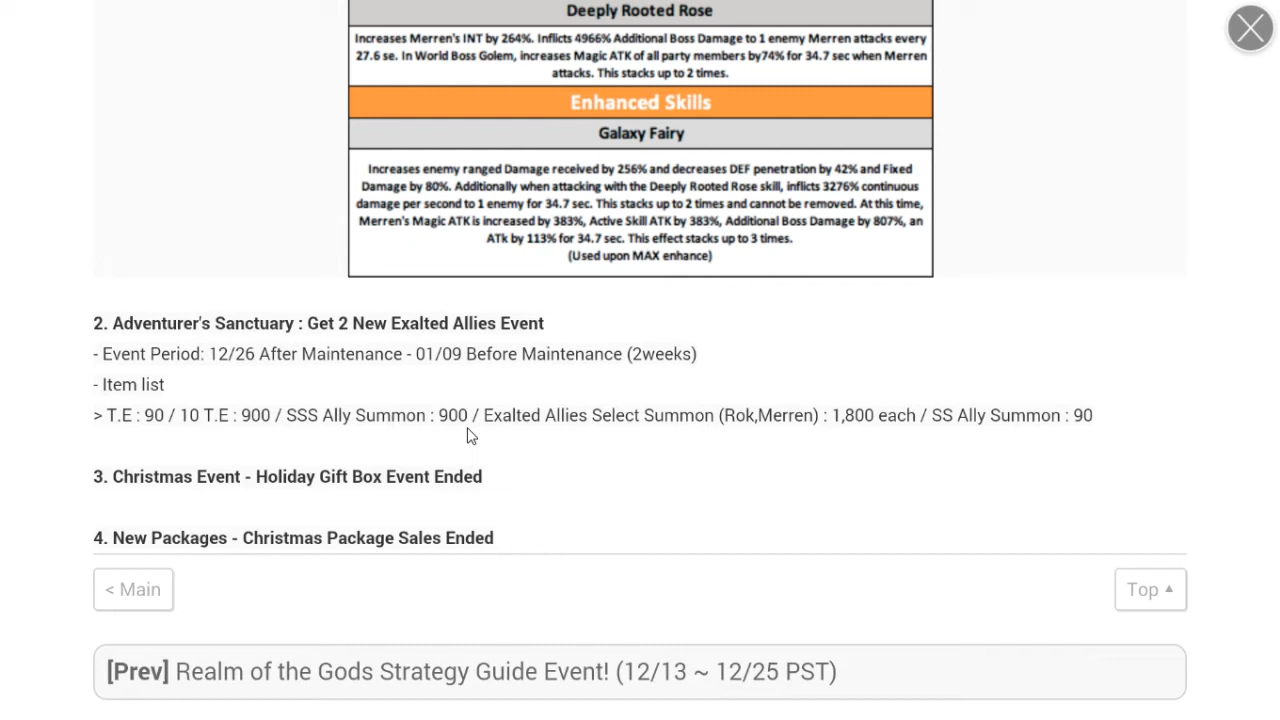 Deeply Rooted Rose
Increases Merren's INT by 264%. Inflicts 4966% Additional Boss Damage to 1 enemy Merren attacks every
27.6 se. In World Boss Golem, increases Magic ATK of all party members by74% for 34.7 sec when Merren
attacks. This stacks up to 2 times.
Enhanced Skills
Galaxy Fairy
Increases enemy ranged Damage received by 256% and decreases DEF penetration by 42% and Fixed
Damage by 80%. Additionally when attacking with the Deeply Rooted Rose skill, inflicts 3276% continuous
damage per second to 1 enemy for 34.7 sec. This stacks up to 2 times and cannot be removed. At this time,
Merren's Magic ATK is increased by 383%, Active Skill ATK by 383%, Additional Boss Damage by 807%, an
ATk by 113% for 34.7 sec. This effect stacks up to 3 times.
(Used upon MAX enhance)
2. Adventurer's Sanctuary : Get 2 New Exalted Allies Event
- Event Period: 12/26 After Maintenance - 01/09 Before Maintenance (2weeks)
- Item list
> T.E : 90 / 10 T.E : 900 / SSS Ally Summon : 900 / Exalted Allies Select Summon (Rok,Merren) : 1,800 each / SS Ally Summon : 90
3. Christmas Event - Holiday Gift Box Event Ended
4. New Packages - Christmas Package Sales Ended
< Main
Top ▲
[Prev] Realm of the Gods Strategy Guide Event! (12/13 ~ 12/25 PST)